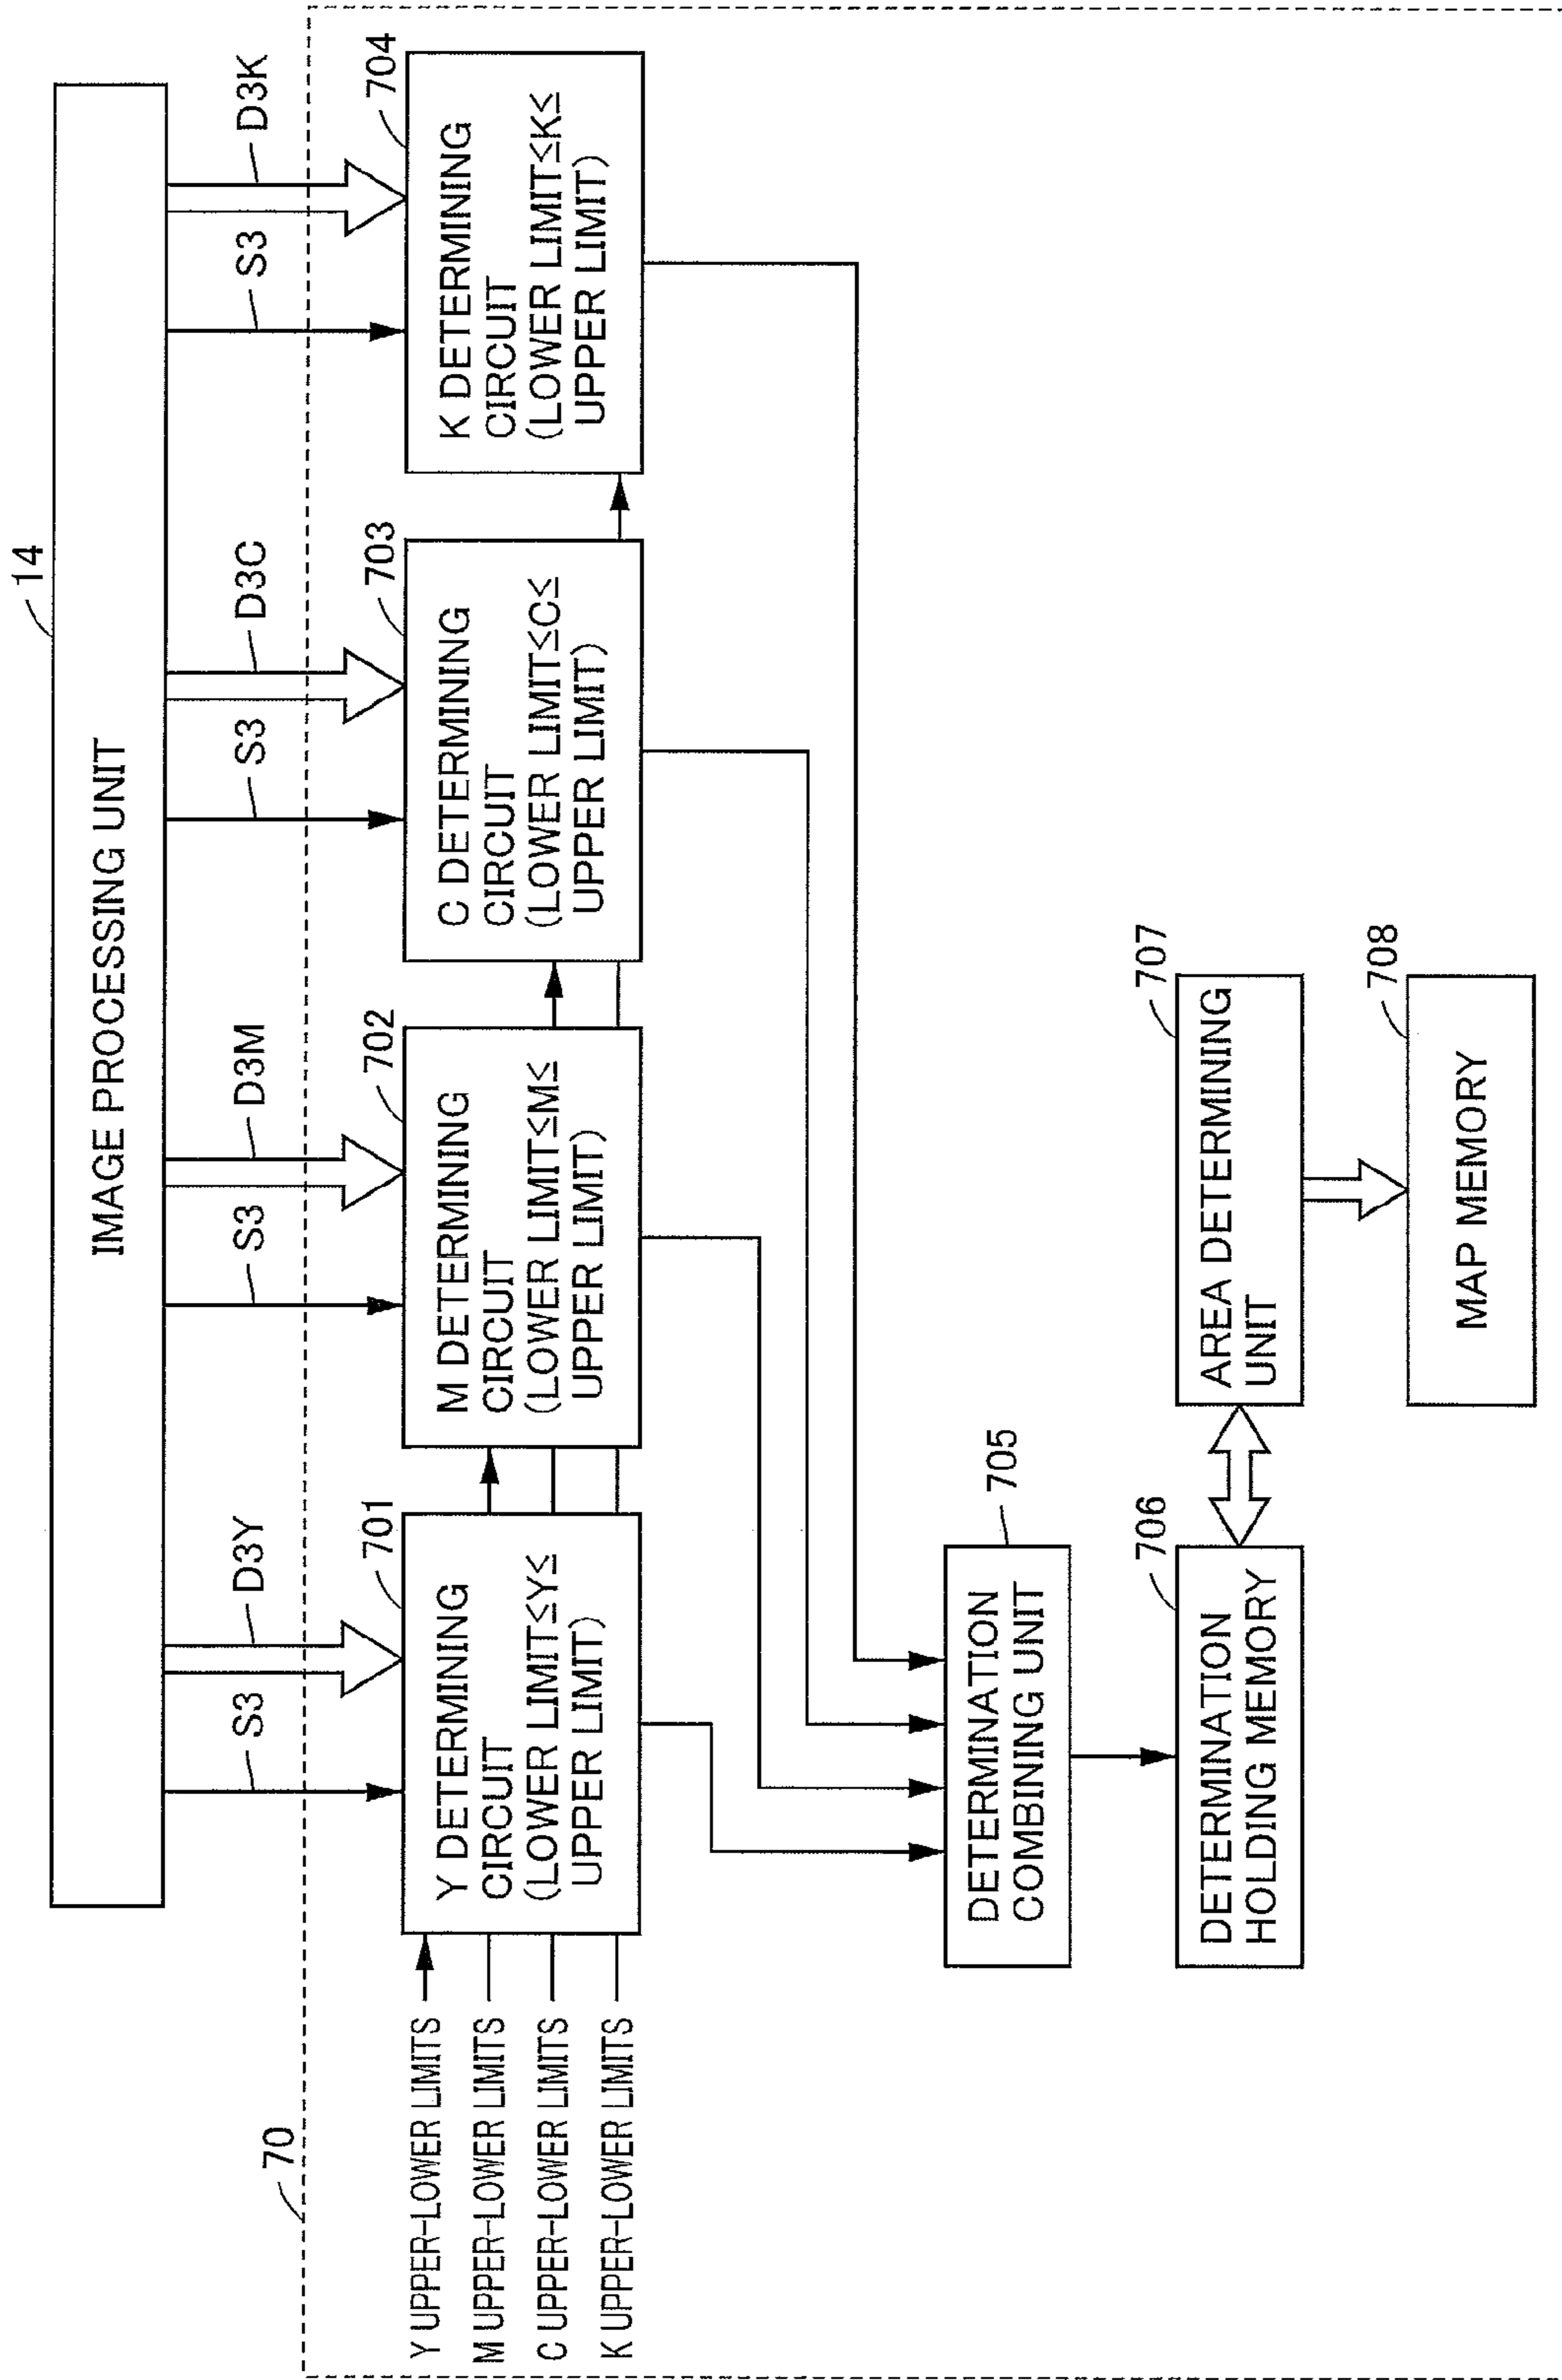 14
IMAGE PROCESSING UNIT
S3
D3Y
S3
D3M
S3
D3C
S3
D3K
70
701
702
703
704
Y UPPER-LOWER LIMITS
M UPPER-LOWER LIMITS
C UPPER-LOWER LIMITS
K UPPER-LOWER LIMITS
Y DETERMINING
CIRCUIT
(LOWER LIMIT≤Y≤
UPPER LIMIT)
M DETERMINING
CIRCUIT
(LOWER LIMIT≤M≤
UPPER LIMIT)
C DETERMINING
CIRCUIT
(LOWER LIMIT≤C≤
UPPER LIMIT)
K DETERMINING
CIRCUIT
(LOWER LIMIT≤K≤
UPPER LIMIT)
705
DETERMINATION
COMBINING UNIT
706
DETERMINATION
HOLDING MEMORY
707
AREA DETERMINING
UNIT
708
MAP MEMORY